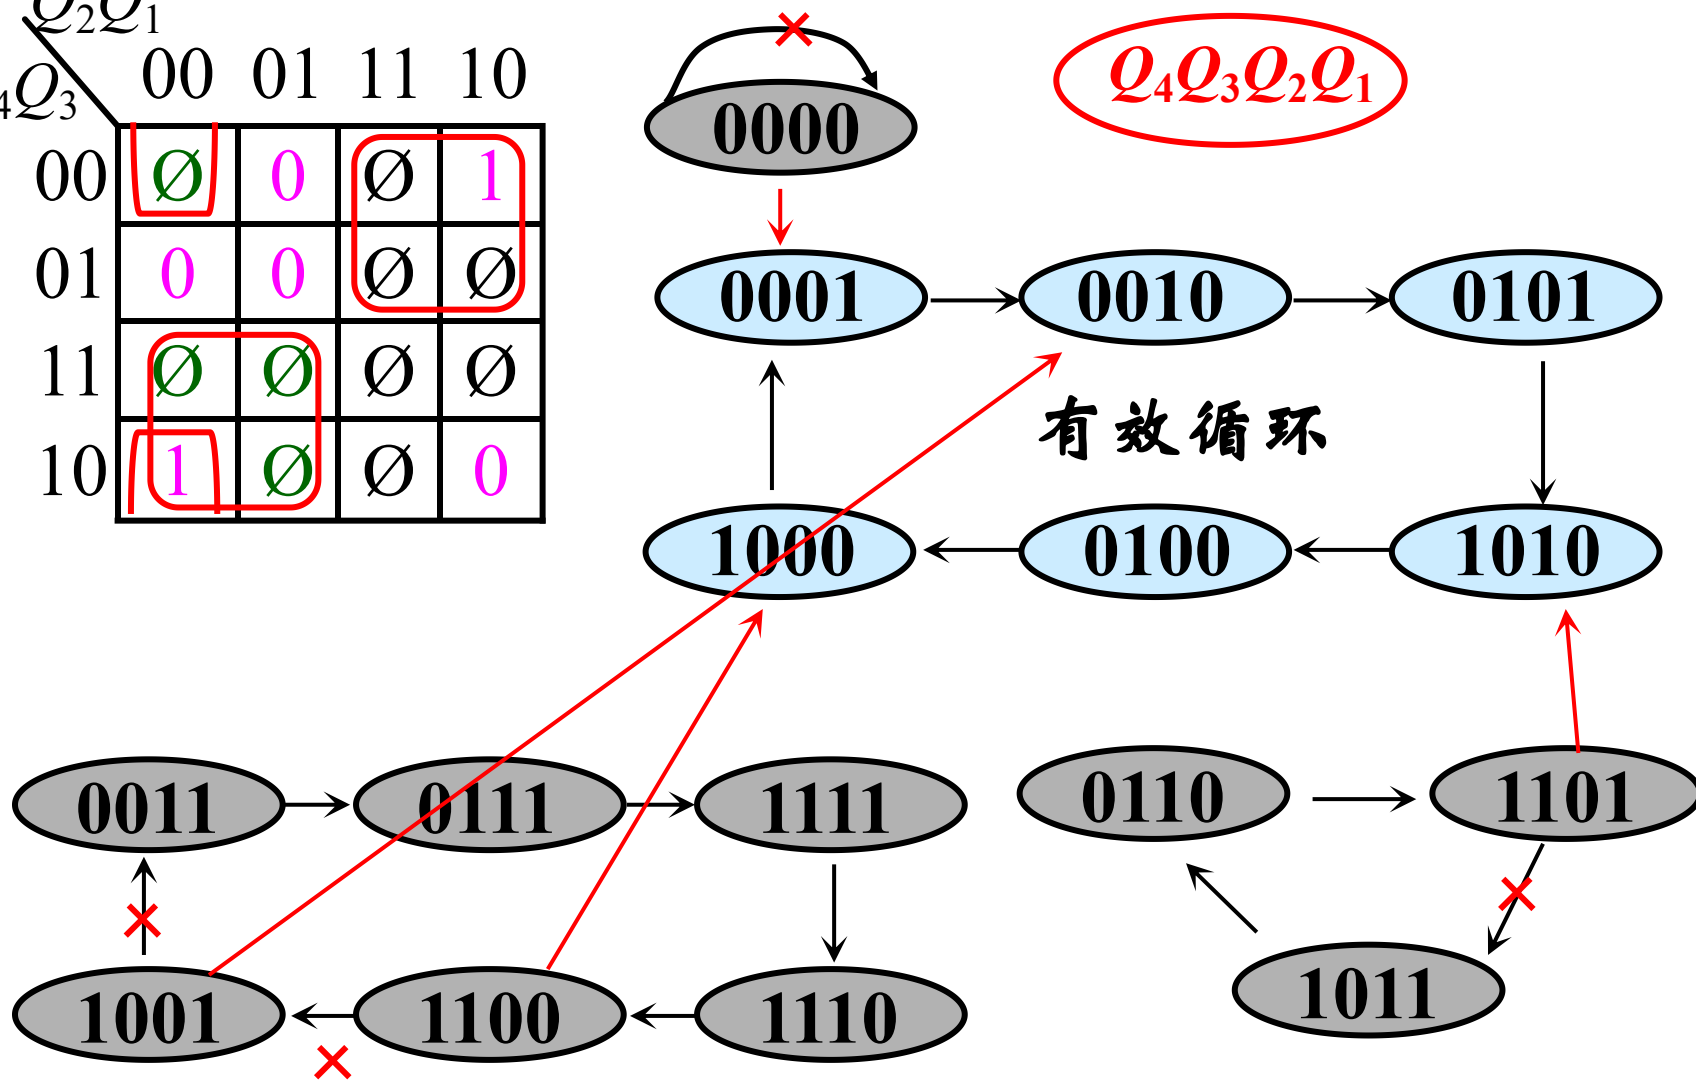 Q₂Q₁
₄Q₃
00 01 11 10
00 Ø 0 Ø 1
01 0 0 Ø Ø
11 Ø Ø Ø Ø
10 1 Ø Ø 0
Q₄Q₃Q₂Q₁
0000
0001 0010 0101
有效循环
1000 0100 1010
0011 0111 1111 0110 1101
1001 1100 1110 1011